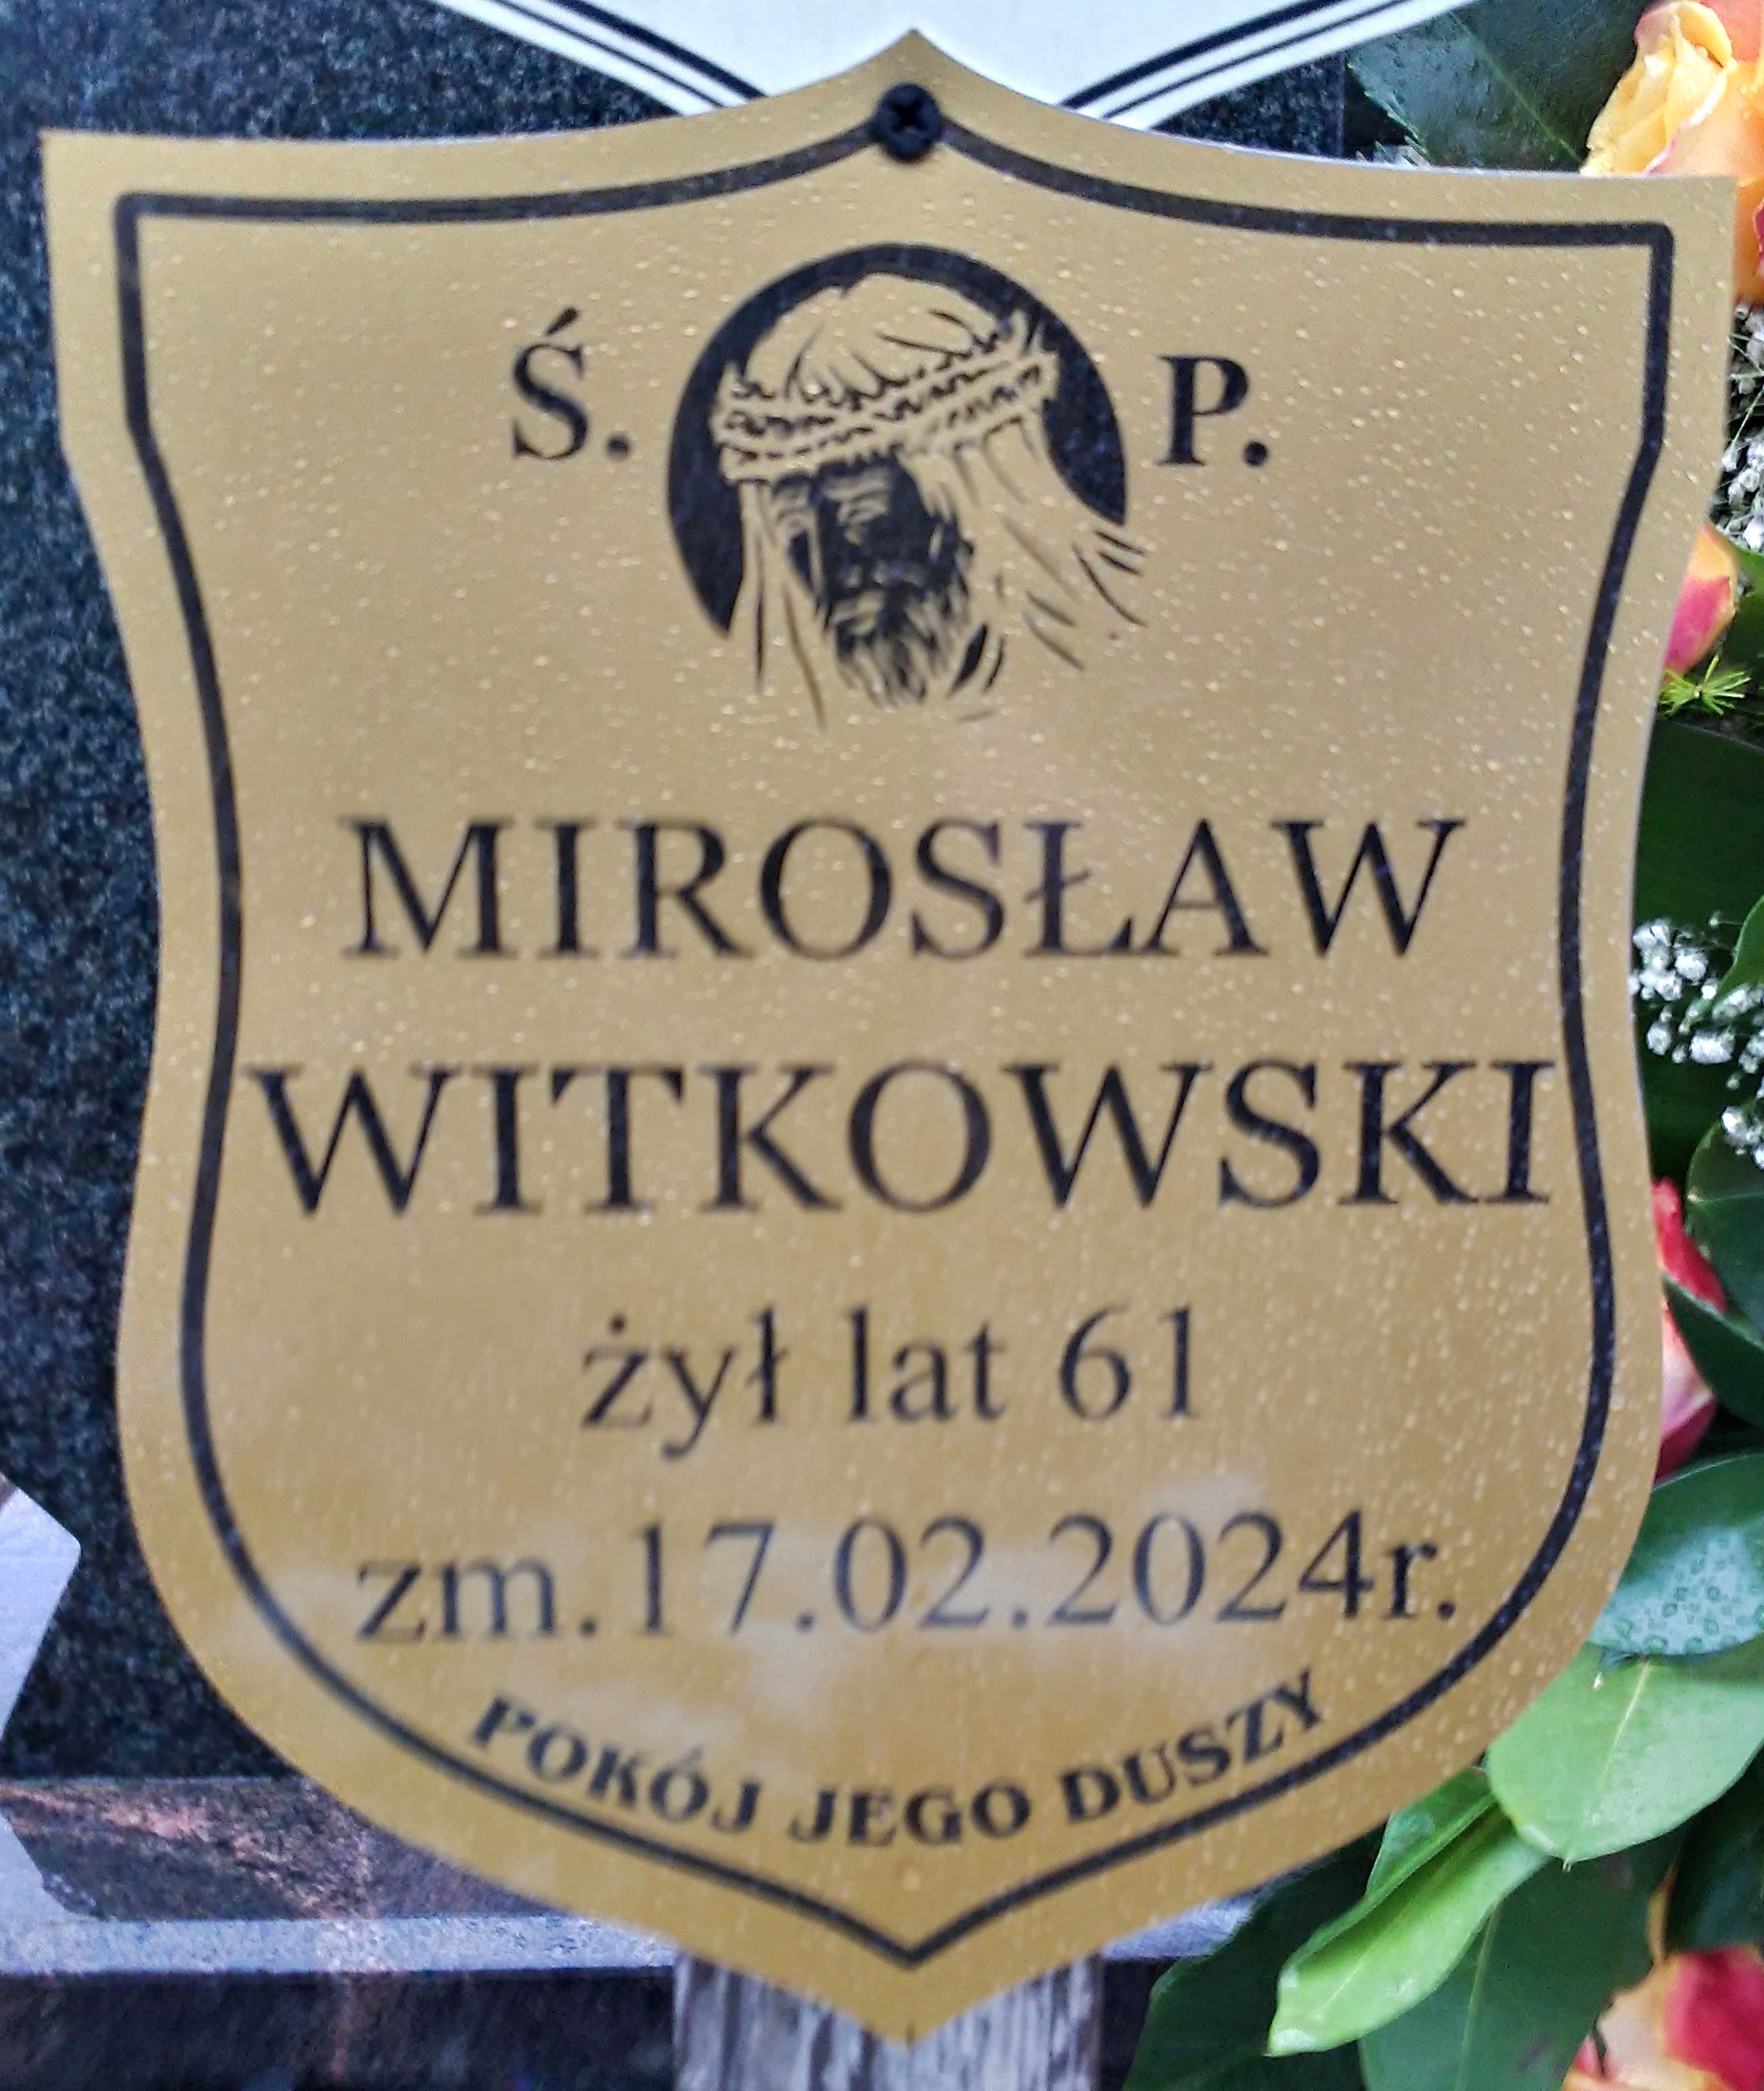 Ś. P.
MIROSŁAW
WITKOWSKI
żył lat 61
zm.17.02.2024r.
POKÓJ JEGO DUSZY